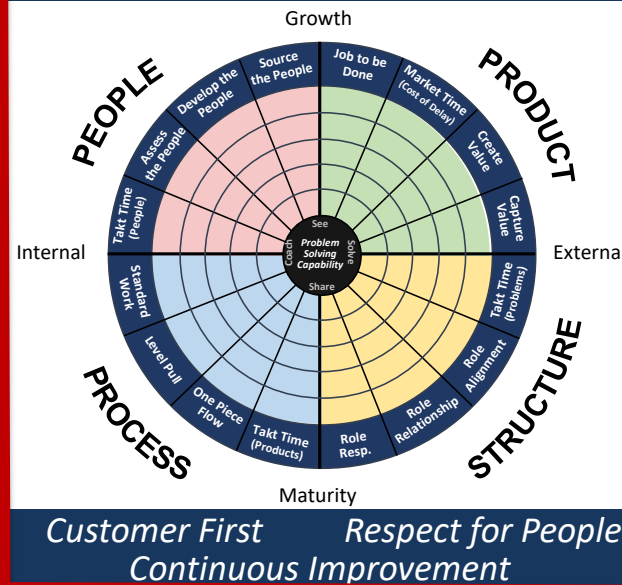 Growth
PEOPLE
PRODUCT
Source
the People
Job to be
Done
Develop the
People
Market Time
(Cost of Delay)
Assess
the People
Create
Value
Takt Time
(People)
Capture
Value
Internal
External
See
Coach
Problem
Solving
Capability
Solve
Share
Standard
Work
Takt Time
(Problems)
Level Pull
Role
Alignment
One Piece
Flow
Role
Relationship
Takt Time
(Products)
Role
Resp.
PROCESS
STRUCTURE
Maturity
Customer First Respect for People
Continuous Improvement